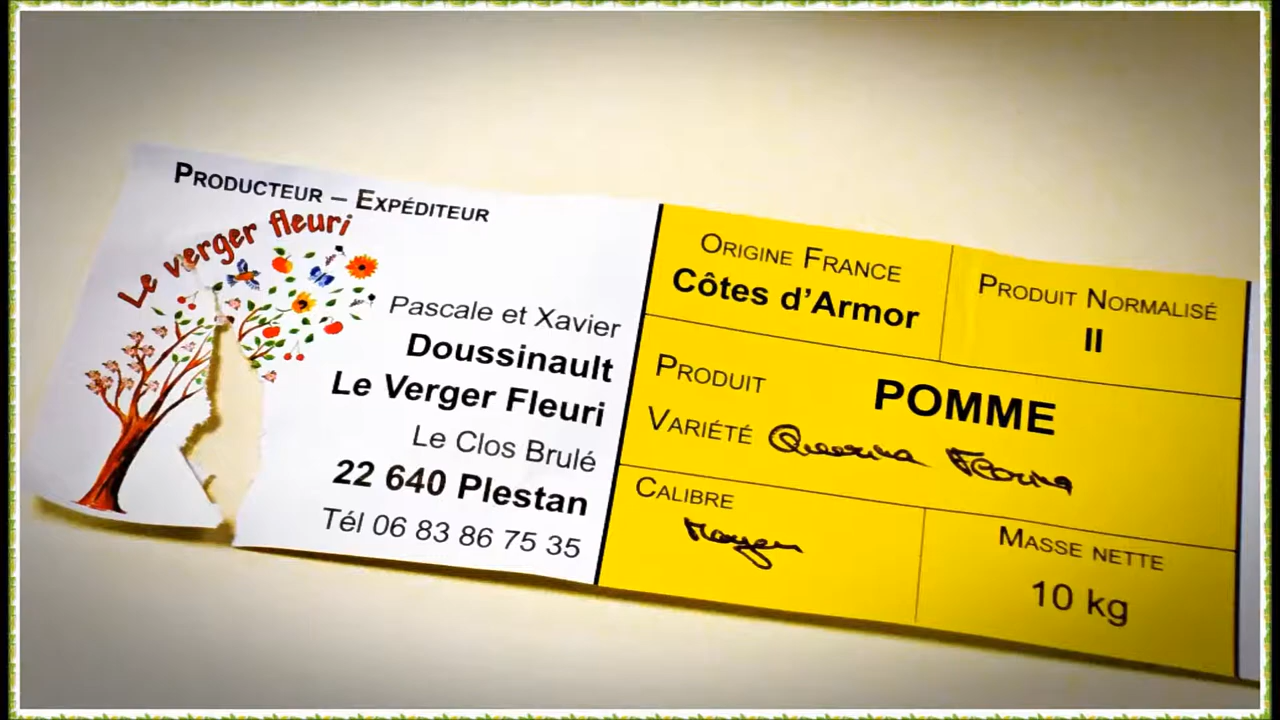 PRODUCTEUR – EXPÉDITEUR
Le verger fleuri
Pascale et Xavier
Doussinault
Le Verger Fleuri
Le Clos Brulé
22 640 Plestan
Tél 06 83 86 75 35
ORIGINE FRANCE
Côtes d'Armor
PRODUIT NORMALISÉ
II
PRODUIT POMME
VARIÉTÉ Querina Florina
CALIBRE
Moyen
MASSE NETTE
10 kg